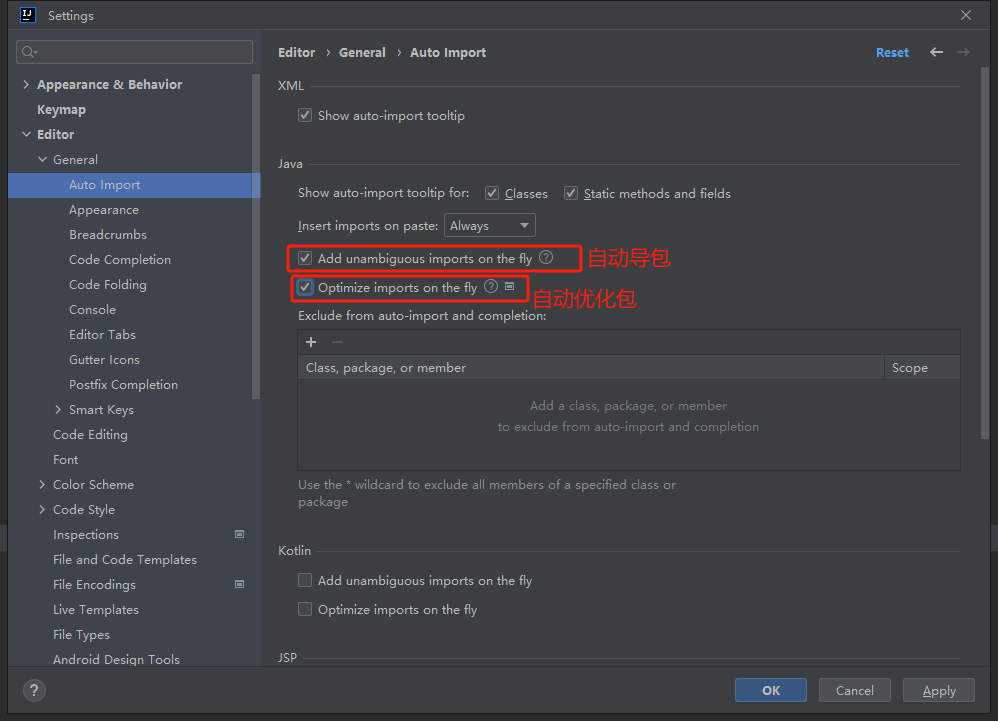 IJ
Settings
Appearance & Behavior
Keymap
Editor
General
Auto Import
Appearance
Breadcrumbs
Code Completion
Code Folding
Console
Editor Tabs
Gutter Icons
Postfix Completion
Smart Keys
Code Editing
Font
Color Scheme
Code Style
Inspections
File and Code Templates
File Encodings
Live Templates
File Types
Android Design Tools
Editor › General › Auto Import
Reset
XML
Show auto-import tooltip
Java
Show auto-import tooltip for: Classes Static methods and fields
Insert imports on paste: Always
Add unambiguous imports on the fly ? 自动导包
Optimize imports on the fly ? 自动优化包
Exclude from auto-import and completion:
Class, package, or member Scope
Add a class, package, or member
to exclude from auto-import and completion
Use the * wildcard to exclude all members of a specified class or
package
Kotlin
Add unambiguous imports on the fly
Optimize imports on the fly
JSP
? OK Cancel Apply